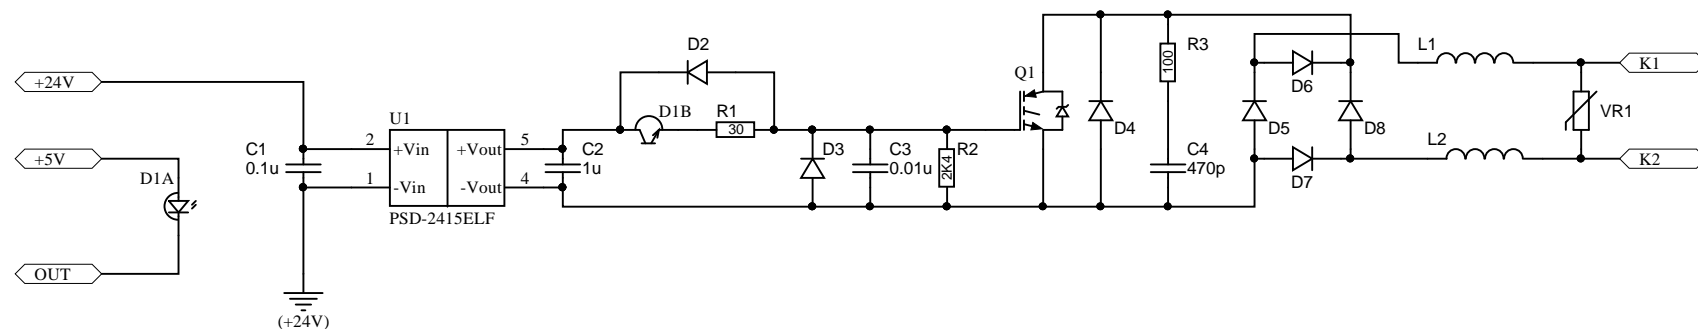 +24V
+5V
OUT
D1A
C1
0.1u
(+24V)
U1
2
+Vin
1
-Vin
+Vout
5
-Vout
4
PSD-2415ELF
C2
1u
D2
D1B
R1
30
D3
C3
0.01u
R2
2K4
Q1
D4
R3
100
C4
470p
D6
D5
D8
D7
L1
L2
VR1
K1
K2